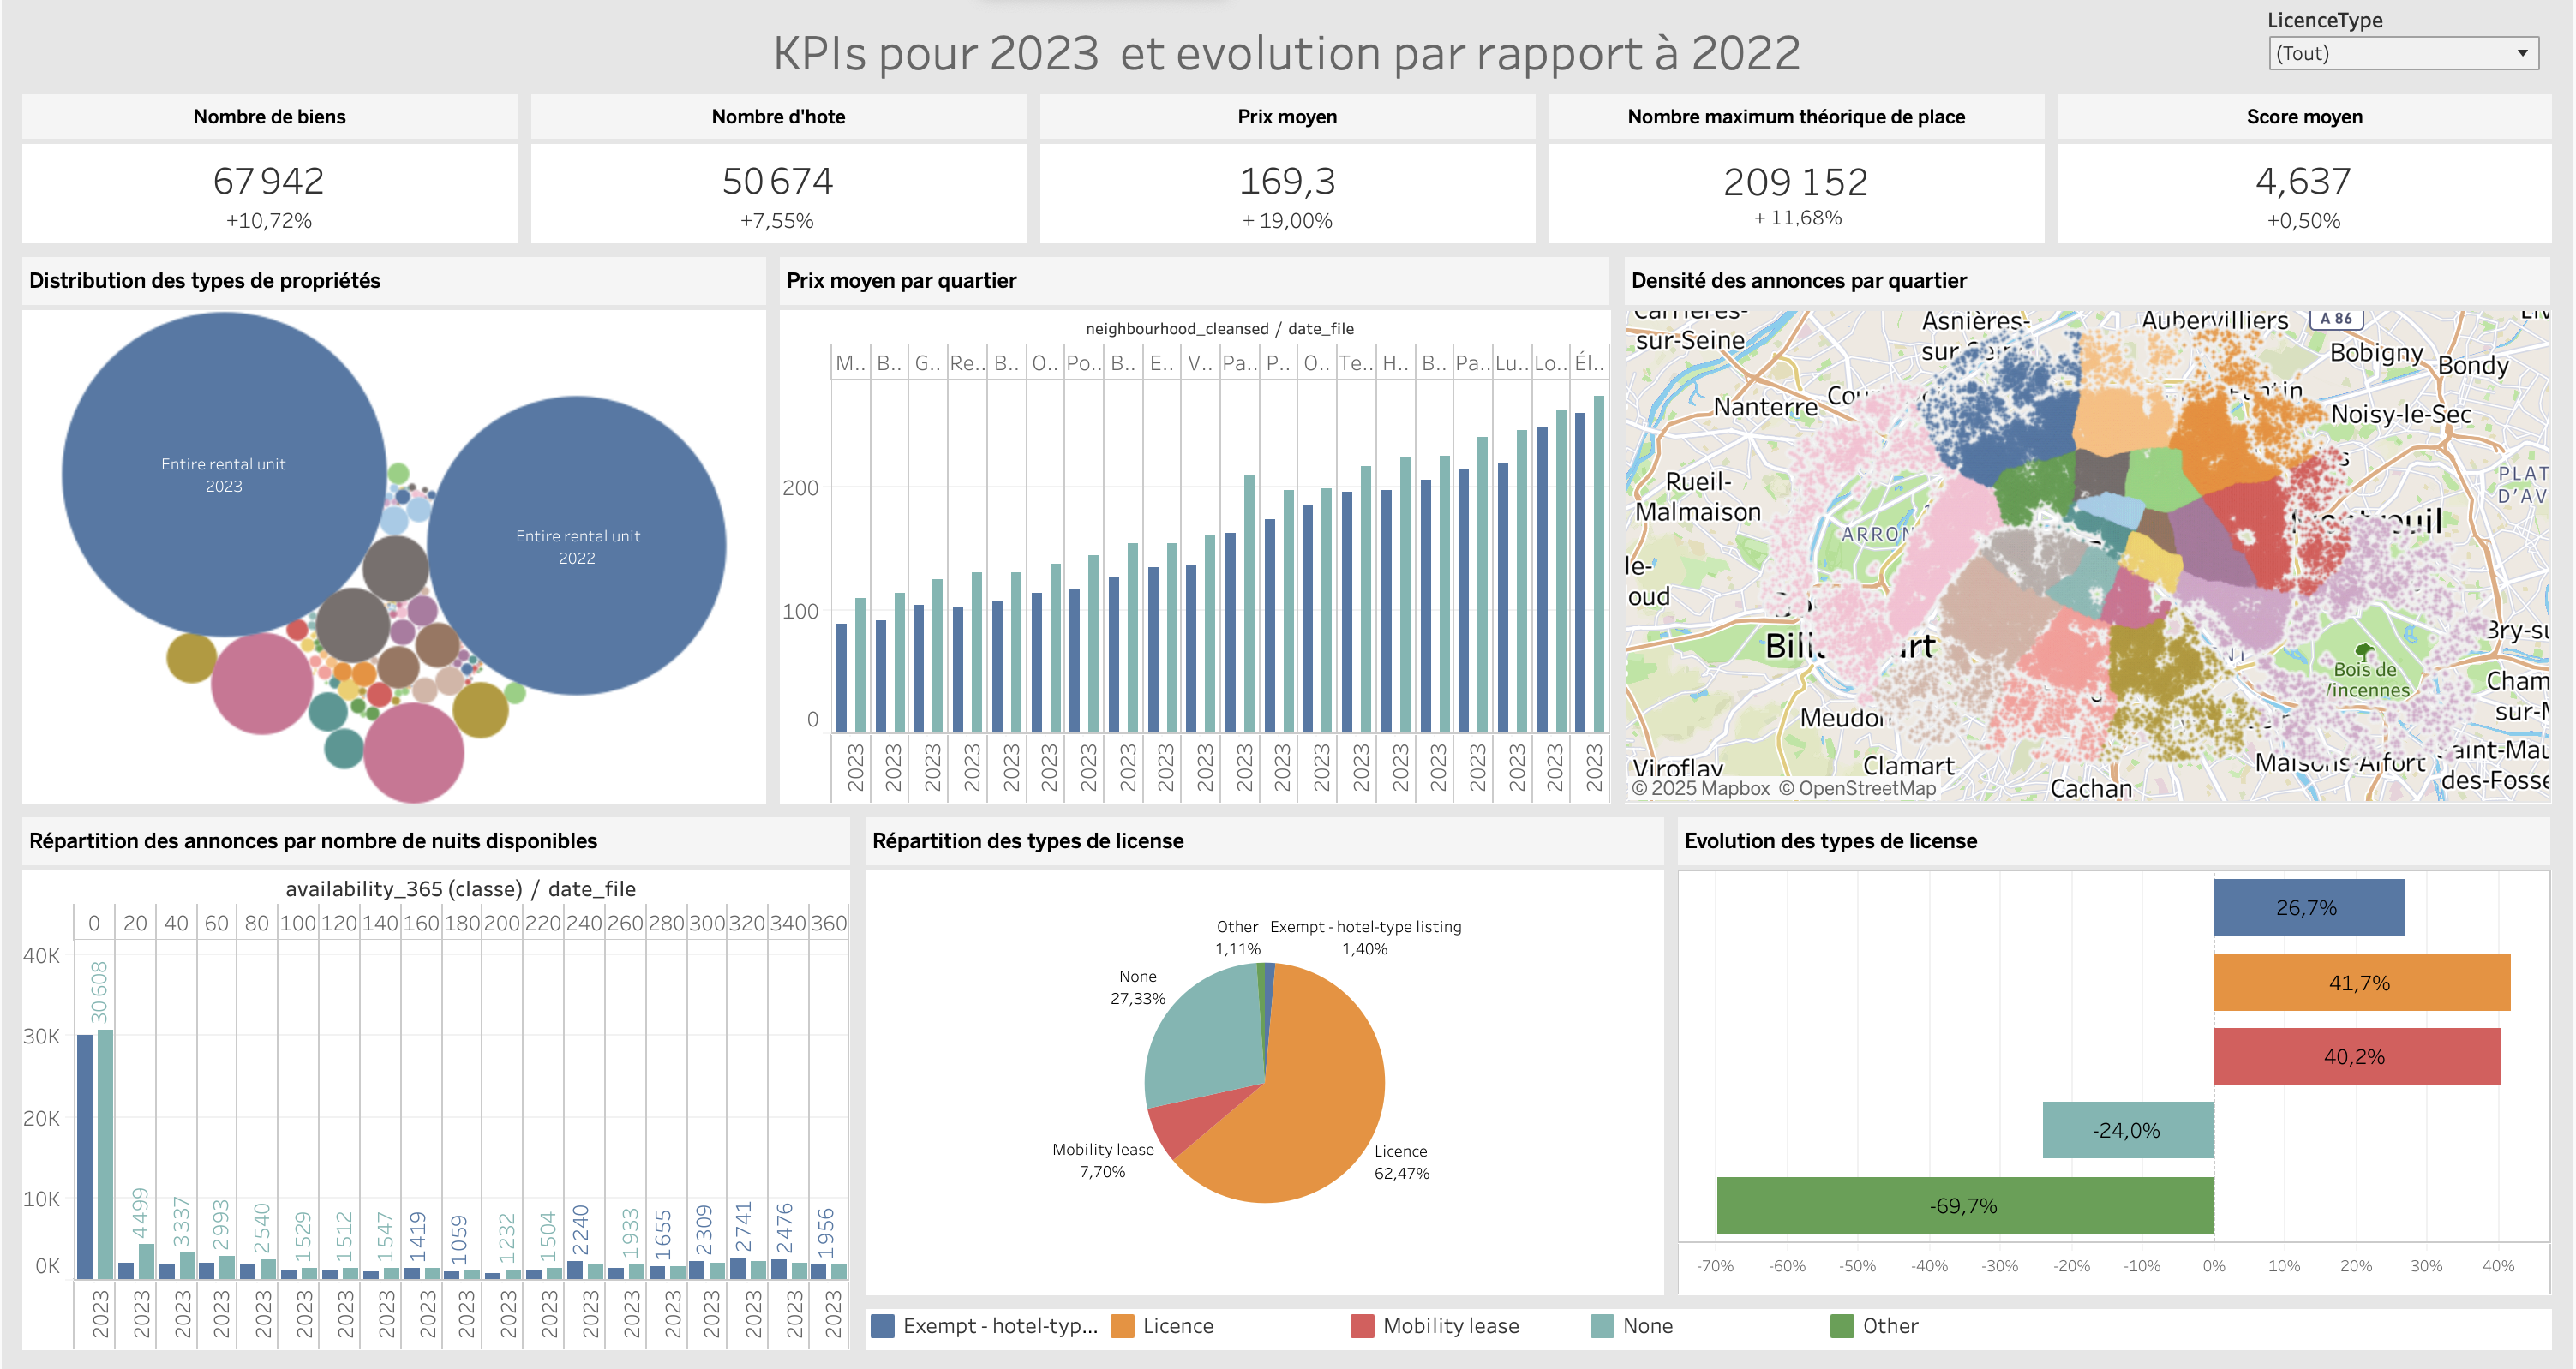 LicenceType
(Tout)
KPIs pour 2023 et evolution par rapport à 2022
Nombre de biens
67 942
+10,72%
Nombre d'hote
50 674
+7,55%
Prix moyen
169,3
+ 19,00%
Nombre maximum théorique de place
209 152
+ 11,68%
Score moyen
4,637
+0,50%
Distribution des types de propriétés
Entire rental unit
2023
Entire rental unit
2022
Prix moyen par quartier
neighbourhood_cleansed / date_file
M.. B.. G.. Re.. B.. O.. Po.. B.. E.. V.. Pa.. P.. O.. Te.. H.. B.. Pa.. Lu.. Lo.. Él..
200
100
0
2023 2023 2023 2023 2023 2023 2023 2023 2023 2023 2023 2023 2023 2023 2023 2023 2023 2023 2023 2023
Densité des annonces par quartier
sur-Seine
Asnières-
Aubervilliers
A 86
Bobigny
Bondy
Nanterre
Noisy-le-Sec
Rueil-
Malmaison
PLAT
D'AV
ARRON
le-
oud
Bois de
Meudo
Cham
sur-M
Viroflay
Clamart
Cachan
Maisons-Alfort
des-Fosse
© 2025 Mapbox © OpenStreetMap
Répartition des annonces par nombre de nuits disponibles
availability_365 (classe) / date_file
0 20 40 60 80 100 120 140 160 180 200 220 240 260 280 300 320 340 360
40K
30K
20K
10K
0K
30 608
4499
3337
2993
2540
1529
1512
1547
1419
1059
1232
1504
2240
1933
1655
2309
2741
2476
1956
2023 2023 2023 2023 2023 2023 2023 2023 2023 2023 2023 2023 2023 2023 2023 2023 2023 2023 2023
Répartition des types de license
Other
1,11%
Exempt - hotel-type listing
1,40%
None
27,33%
Mobility lease
7,70%
Licence
62,47%
Evolution des types de license
26,7%
41,7%
40,2%
-24,0%
-69,7%
-70% -60% -50% -40% -30% -20% -10% 0% 10% 20% 30% 40%
Exempt - hotel-typ...
Licence
Mobility lease
None
Other